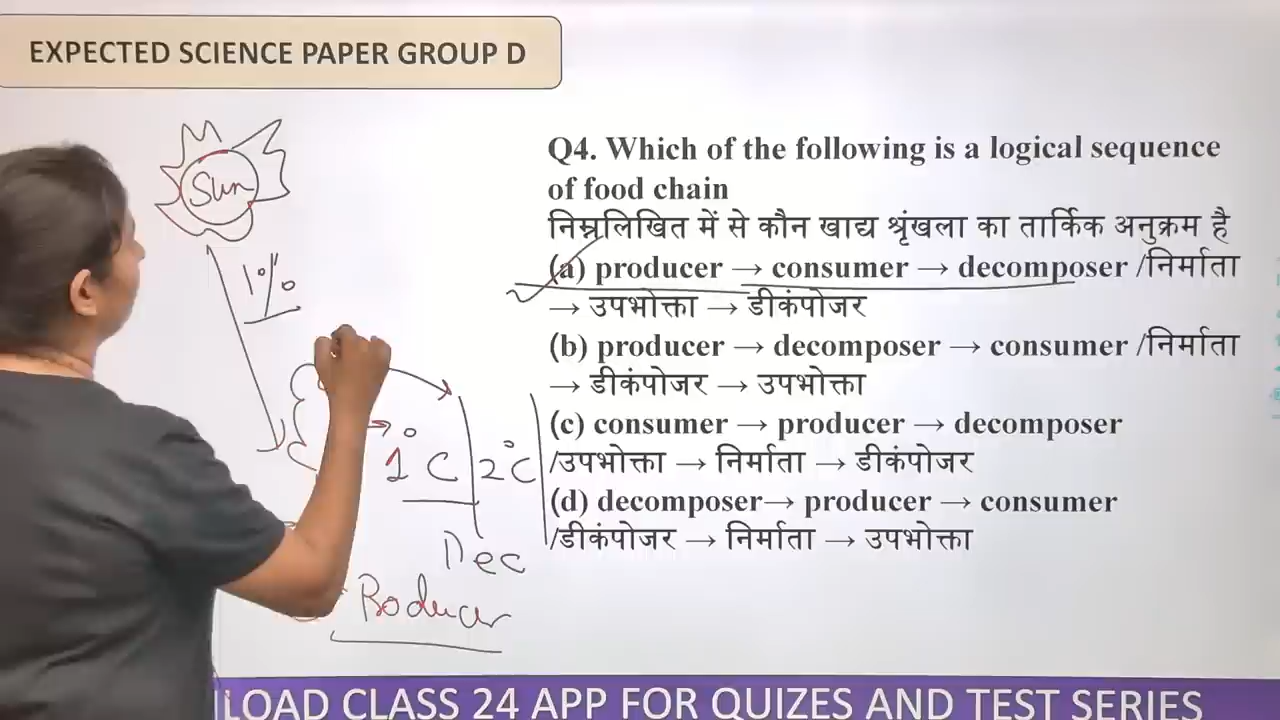 EXPECTED SCIENCE PAPER GROUP D
Sun
1%
1° C
2° C
Dec
Producer
Q4. Which of the following is a logical sequence
of food chain
निम्नलिखित में से कौन खाद्य श्रृंखला का तार्किक अनुक्रम है
(a) producer → consumer → decomposer /निर्माता
→ उपभोक्ता → डीकंपोजर
(b) producer → decomposer → consumer /निर्माता
→ डीकंपोजर → उपभोक्ता
(c) consumer → producer → decomposer
/उपभोक्ता → निर्माता → डीकंपोजर
(d) decomposer→ producer → consumer
/डीकंपोजर → निर्माता → उपभोक्ता
LOAD CLASS 24 APP FOR QUIZES AND TEST SERIES